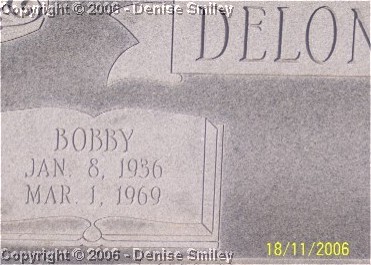 Copyright © 2006 - Denise Smiley
DELON
BOBBY
JAN. 8, 1936
MAR. 1, 1969
Copyright © 2006 - Denise Smiley
18/11/2006